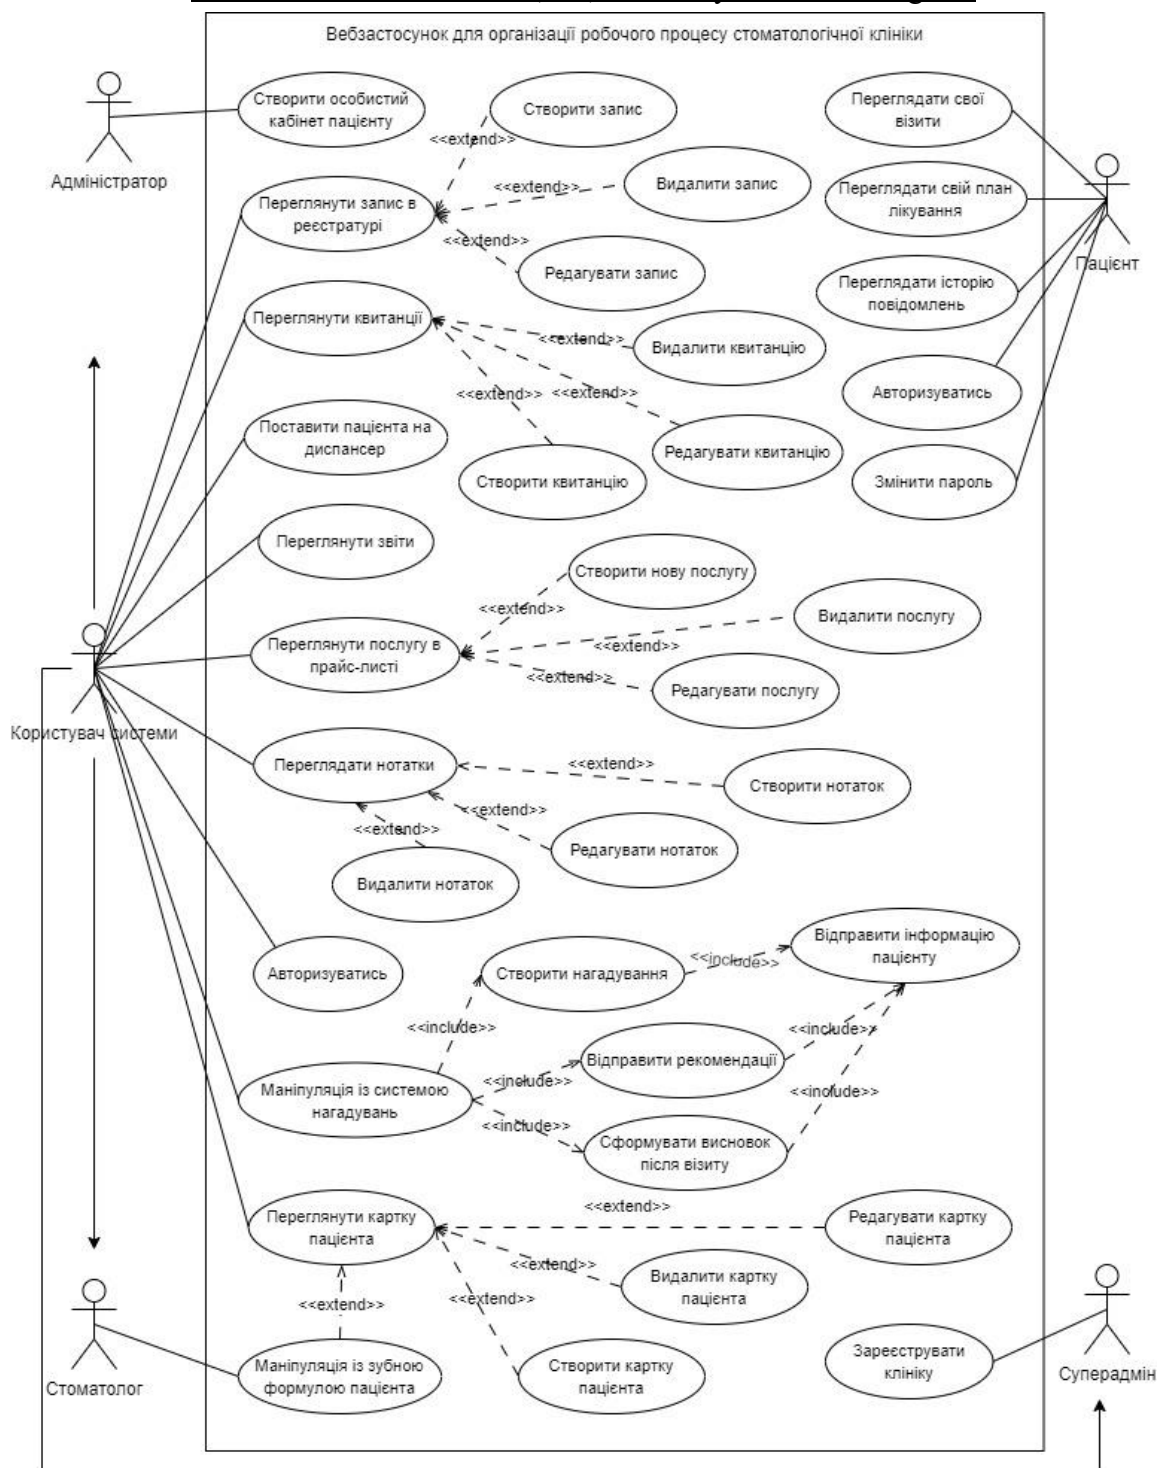 Вебзастосунок для організації робочого процесу стоматологічної клініки
Адміністратор
Створити особистий
кабінет пацієнту
Створити запис
<<extend>>
Видалити запис
<<extend>>
Переглянути запис в
реєстратурі
<<extend>>
Редагувати запис
Переглядати свої
візити
Переглядати свій план
лікування
Пацієнт
Переглядати історію
повідомлень
Авторизуватись
Змінити пароль
Переглянути квитанції
<<extend>>
Видалити квитанцію
<<extend>>
<<extend>>
Редагувати квитанцію
Створити квитанцію
Поставити пацієнта на
диспансер
Переглянути звіти
Створити нову послугу
<<extend>>
Видалити послугу
<<extend>>
Переглянути послугу в
прайс-листі
<<extend>>
Редагувати послугу
Користувач системи
Переглядати нотатки
<<extend>>
Створити нотаток
<<extend>>
Редагувати нотаток
<<extend>>
Видалити нотаток
Авторизуватись
Створити нагадування
<<include>>
Відправити інформацію
пацієнту
<<include>>
<<include>>
Відправити рекомендації
<<include>>
Маніпуляція із системою
нагадувань
<<include>>
<<include>>
Сформувати висновок
після візиту
Переглянути картку
пацієнта
<<extend>>
Редагувати картку
пацієнта
<<extend>>
Видалити картку
пацієнта
<<extend>>
<<extend>>
Створити картку
пацієнта
Стоматолог
Маніпуляція із зубною
формулою пацієнта
Зареєструвати
клініку
Суперадмін